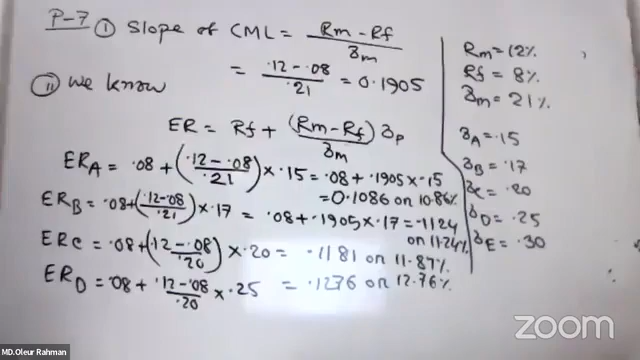 P-7 ① Slope of CML = (Rm - Rf) / σm
= (.12 - .08) / .21 = 0.1905
② We know
ER = Rf + (Rm - Rf) / σm σp
ERA = .08 + (.12 - .08 / .21) × .15 = .08 + .1905 × .15
= 0.1086 or 10.86%
ERB = .08 + (.12 - .08 / .21) × .17 = .08 + .1905 × .17 = .1124
or 11.24%
ERC = .08 + (.12 - .08 / .20) × .20 = .1181 or 11.87%
ERD = .08 + .12 - .08 / .20 × .25 = .1276 or 12.76%
Rm = 12%
Rf = 8%
σm = 21%
σA = .15
σB = .17
σC = .20
σD = .25
σE = .30
zoom
MD.Oleur Rahman